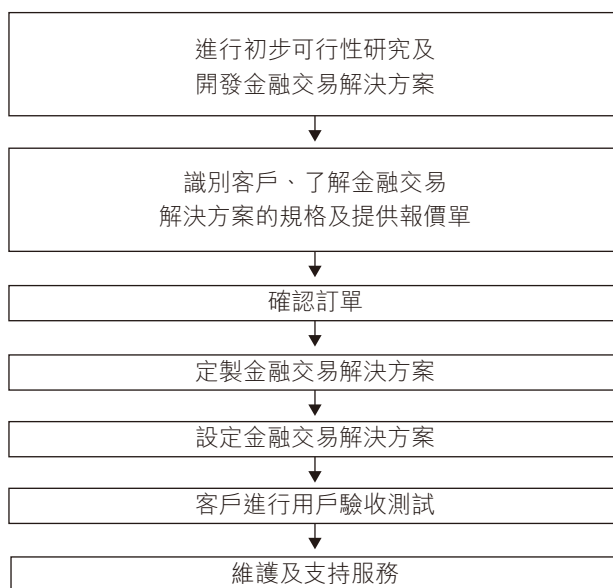 進行初步可行性研究及
開發金融交易解決方案
識別客戶、了解金融交易
解決方案的規格及提供報價單
確認訂單
定製金融交易解決方案
設定金融交易解決方案
客戶進行用戶驗收測試
維護及支持服務